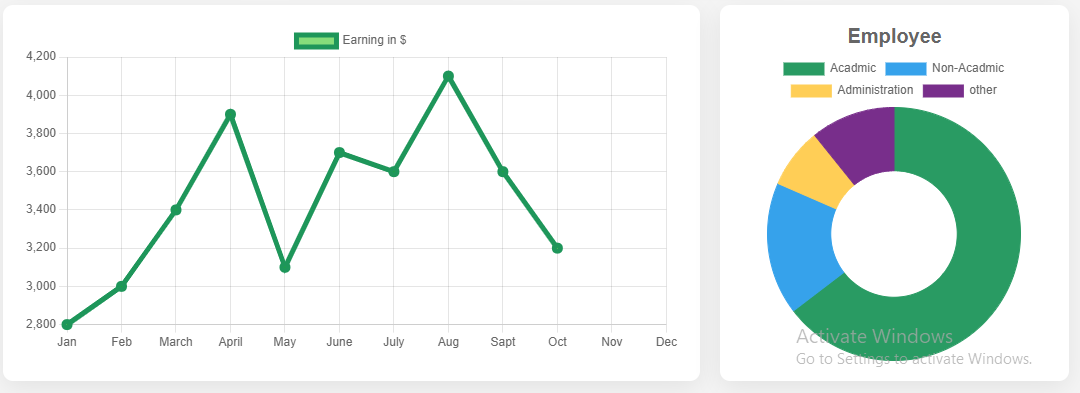 Earning in $
4,200
4,000
3,800
3,600
3,400
3,200
3,000
2,800
Jan Feb March April May June July Aug Sapt Oct Nov Dec
Employee
Acadmic Non-Acadmic
Administration other
Activate Windows
Go to Settings to activate Windows.